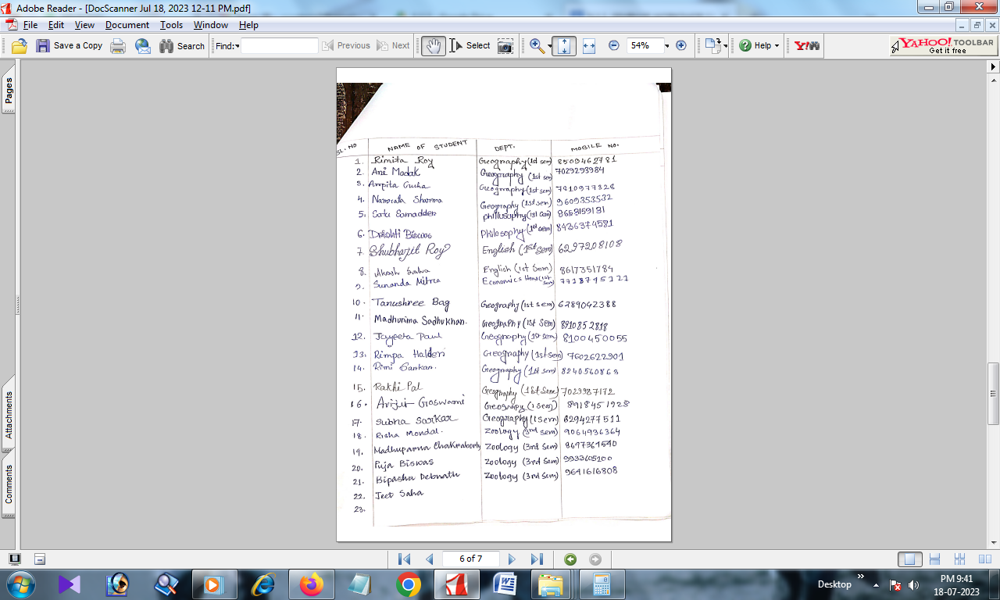 Adobe Reader - [DocScanner Jul 18, 2023 12-11 PM.pdf]
File Edit View Document Tools Window Help
Save a Copy Search Find: Previous Next Select 54% Help Y! YAHOO! TOOLBAR Get it free
Pages
Attachments
Comments
SL. NO NAME OF STUDENT DEPT. MOBILE NO.
1. Rimita Roy Geography (1st sem) 8509462781
2. Ani Modak Geography (1st sem) 7029293984
3. Arpita Guha Geography (1st sem) 7810977328
4. Namrata Sharma Geography (1st sem) 9609353532
5. Satu Samadder philosophy (1st sem) 8653159131
6. Drishti Biswas Philosophy (1st sem) 8436374581
7. Shubhajit Roy English (1st Sem) 6297208108
8. Akash Saha English (1st Sem) 8617351784
9. Sunanda Mitra Economics Hons (1st sem) 7718745121
10. Tanushree Bag Geography (1st sem) 6289042388
11. Madhurima Sadhukhan. Geography (1st Sem) 8910852818
12. Jayeeta Paul Geography (1st sem) 8100450055
13. Rimpa Halder Geography (1st sem) 7602622901
14. Rimi Sarkar. Geography (1st sem) 8240560863
15. Rakhi Pal Geography (1st Sem) 7029987172
16. Avijit Goswami Geography (1 sem) 8918451928
17. Subha Sarkar Geography (1 sem) 8294277511
18. Risha Mondal. Zoology (3rd sem) 9064936364
19. Madhuparna Chakraborty Zoology (3rd Sem) 8697364540
20. Puja Biswas Zoology (3rd Sem) 9933605100
21. Bipasha Debnath Zoology (3rd Sem) 9641616808
22. Jeet Saha
23.
6 of 7
Desktop PM 9:41
18-07-2023